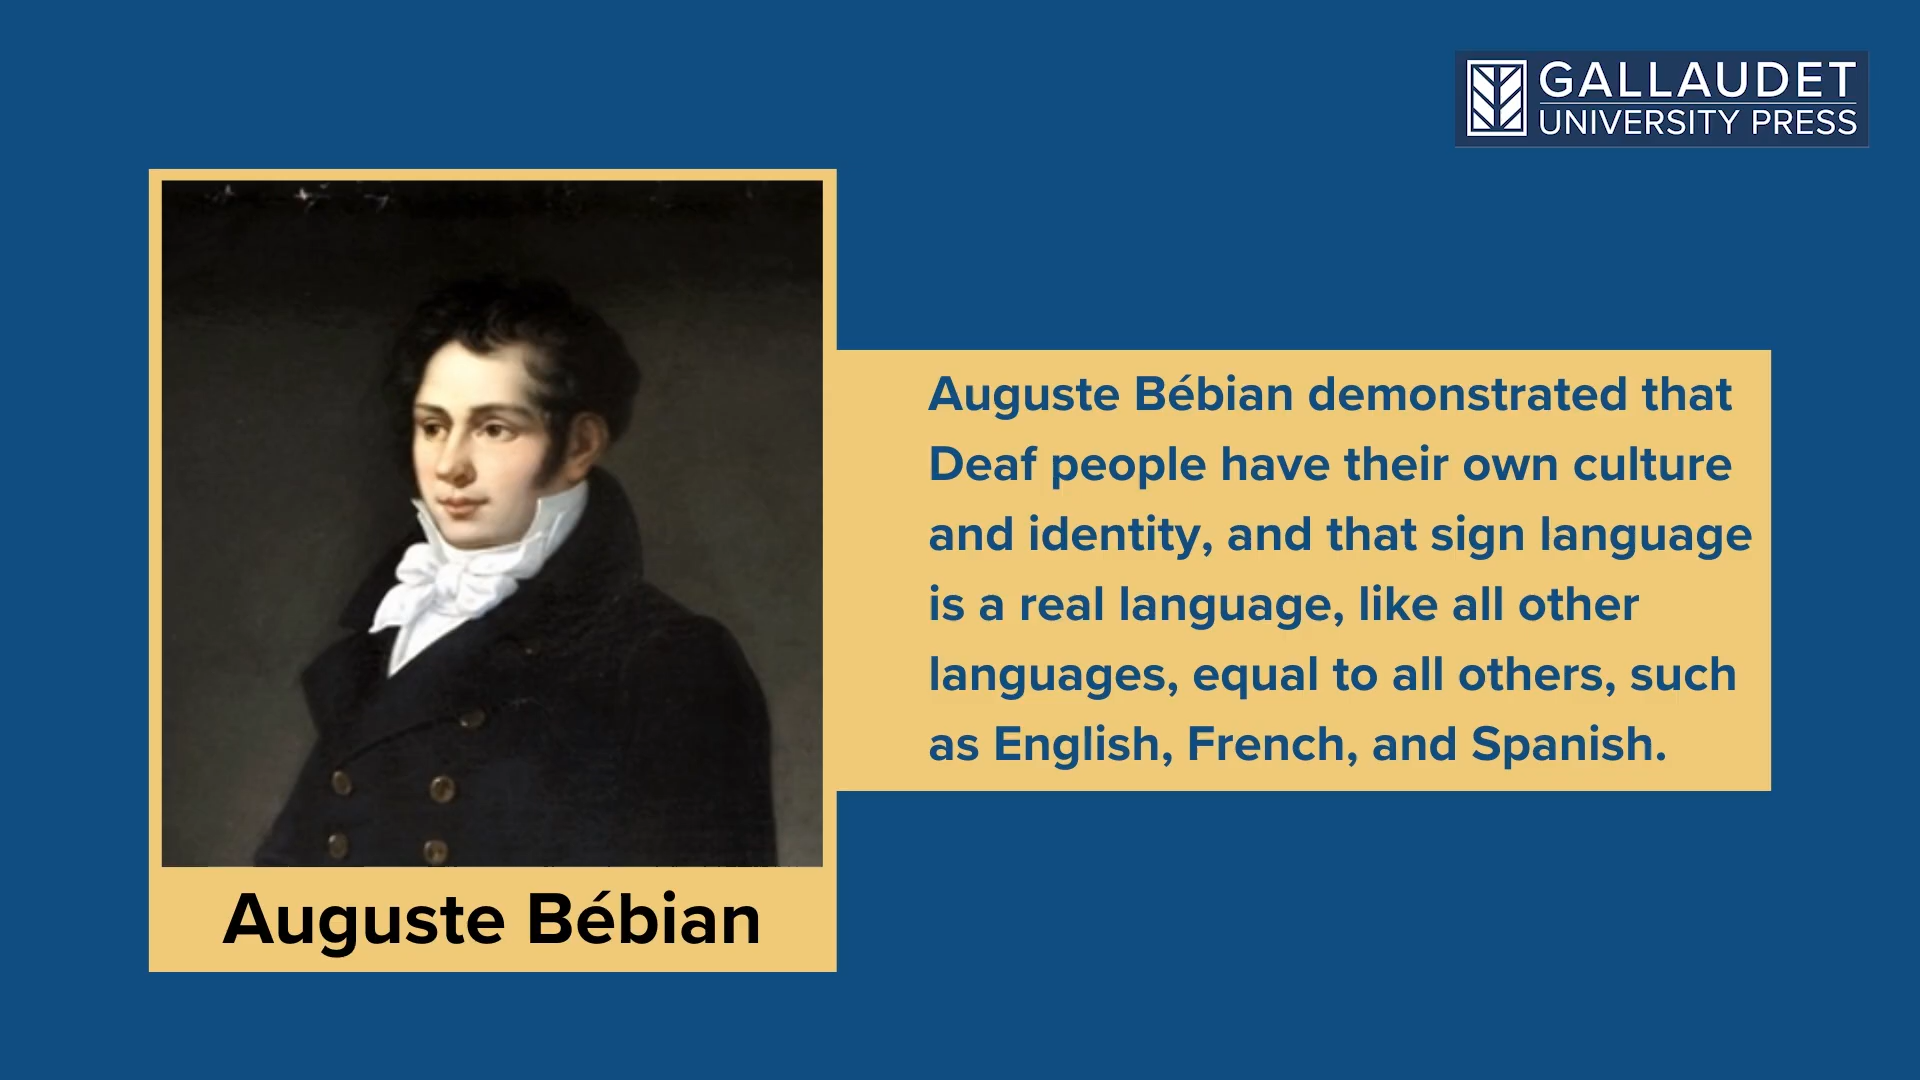 GALLAUDET
UNIVERSITY PRESS
Auguste Bébian demonstrated that
Deaf people have their own culture
and identity, and that sign language
is a real language, like all other
languages, equal to all others, such
as English, French, and Spanish.
Auguste Bébian